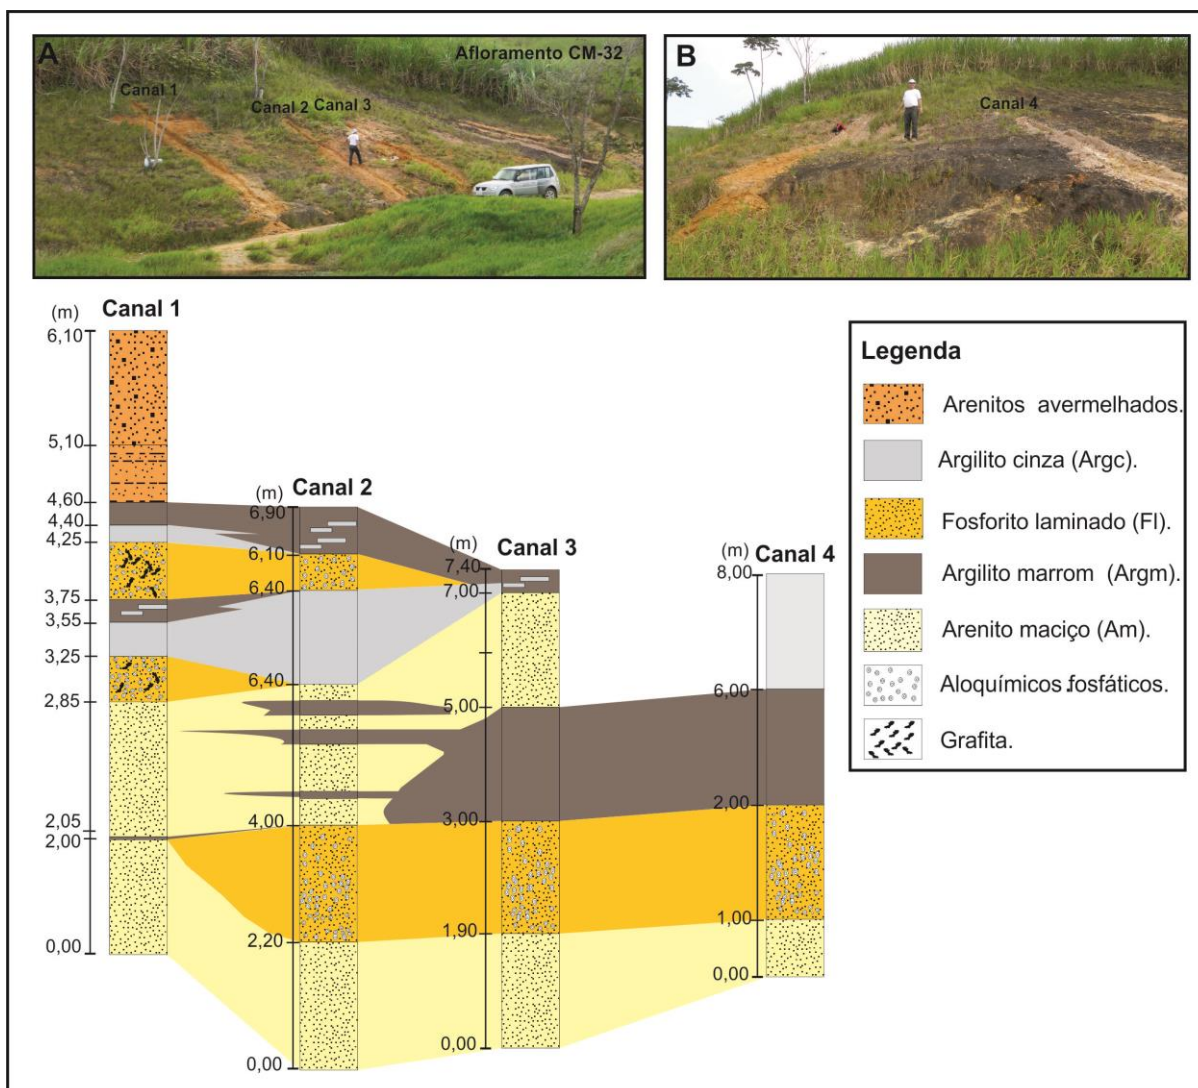 A
Afloramento CM-32
Canal 1
Canal 2
Canal 3
B
Canal 4
(m)
Canal 1
6,10
5,10
4,60
4,40
4,25
3,75
3,55
3,25
2,85
2,05
2,00
0,00
(m)
Canal 2
6,90
6,10
6,40
6,40
4,00
2,20
0,00
(m)
Canal 3
7,40
7,00
5,00
3,00
1,90
0,00
(m)
Canal 4
8,00
6,00
2,00
1,00
0,00
Legenda
Arenitos avermelhados.
Argilito cinza (Argc).
Fosforito laminado (Fl).
Argilito marrom (Argm).
Arenito maciço (Am).
Aloquímicos fosfáticos.
Grafita.